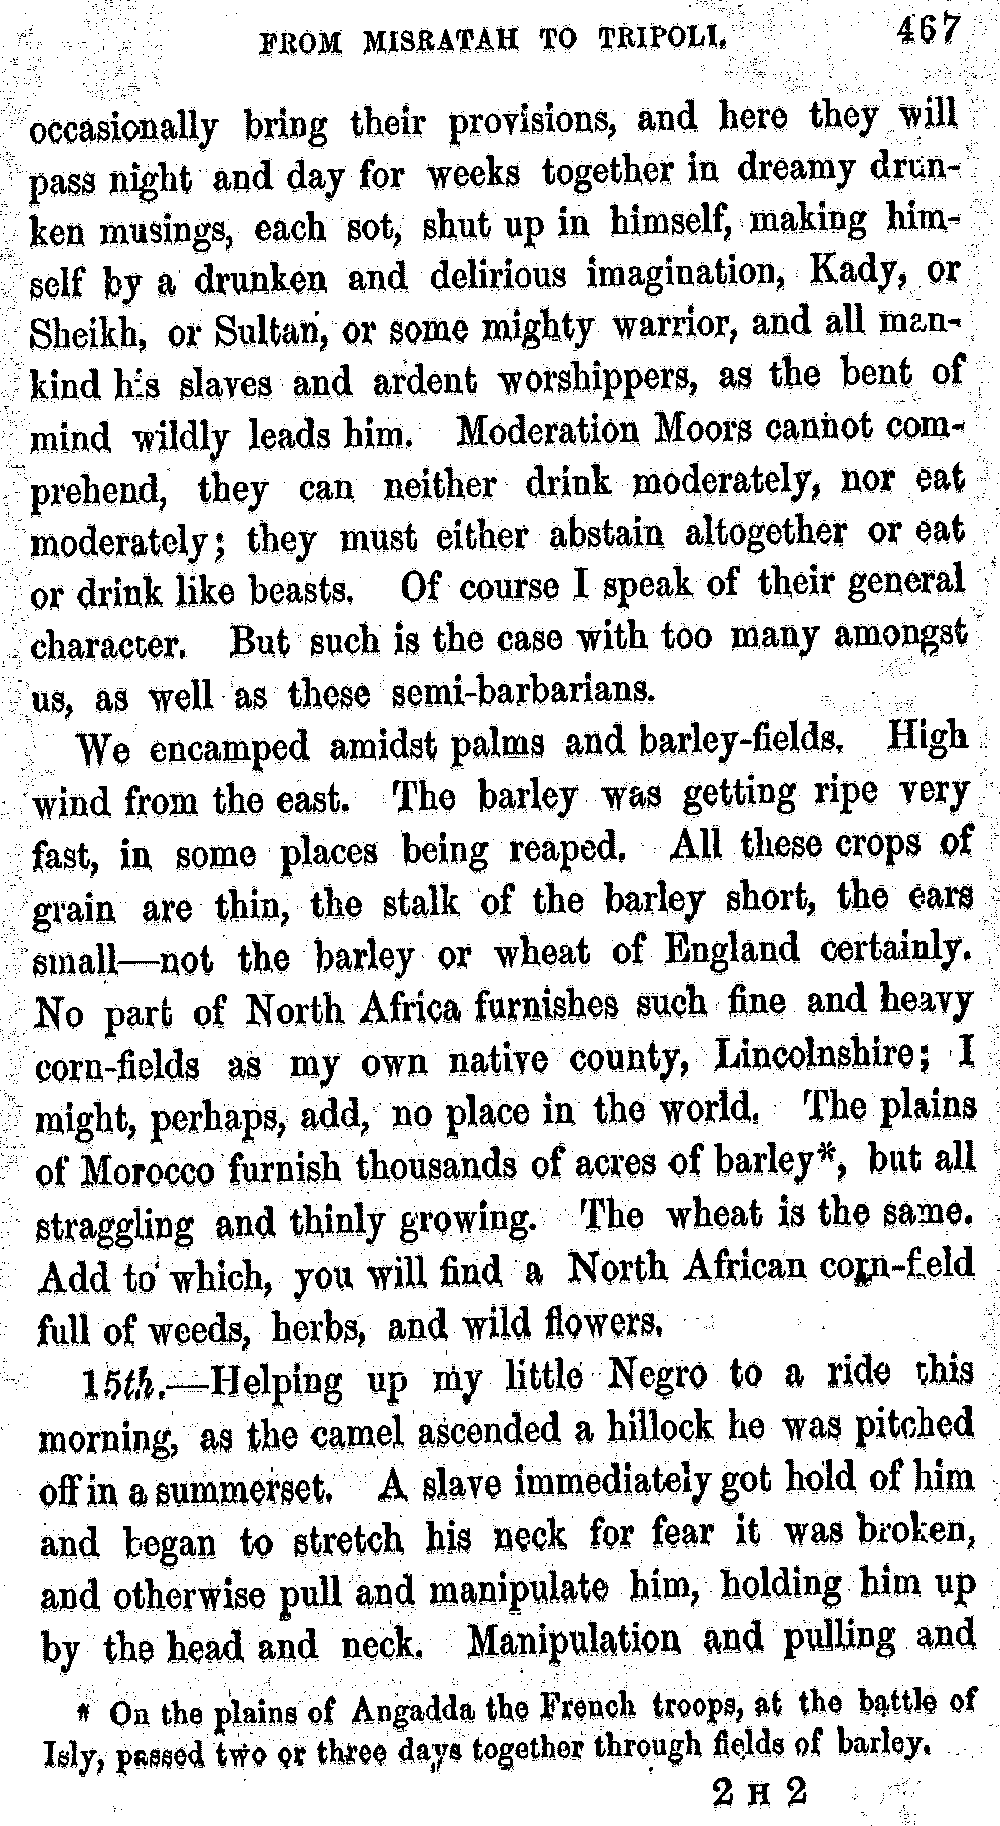 FROM MISRATAH TO TRIPOLI. 467
occasionally bring their provisions, and here they will
pass night and day for weeks together in dreamy drun-
ken musings, each sot, shut up in himself, making him-
self by a drunken and delirious imagination, Kady, or
Sheikh, or Sultan, or some mighty warrior, and all man-
kind his slaves and ardent worshippers, as the bent of
mind wildly leads him. Moderation Moors cannot com-
prehend, they can neither drink moderately, nor eat
moderately; they must either abstain altogether or eat
or drink like beasts. Of course I speak of their general
character. But such is the case with too many amongst
us, as well as these semi-barbarians.
We encamped amidst palms and barley-fields. High
wind from the east. The barley was getting ripe very
fast, in some places being reaped. All these crops of
grain are thin, the stalk of the barley short, the ears
small—not the barley or wheat of England certainly.
No part of North Africa furnishes such fine and heavy
corn-fields as my own native county, Lincolnshire; I
might, perhaps, add, no place in the world. The plains
of Morocco furnish thousands of acres of barley*, but all
straggling and thinly growing. The wheat is the same.
Add to which, you will find a North African corn-field
full of weeds, herbs, and wild flowers.
15th.—Helping up my little Negro to a ride this
morning, as the camel ascended a hillock he was pitched
off in a summerset. A slave immediately got hold of him
and began to stretch his neck for fear it was broken,
and otherwise pull and manipulate him, holding him up
by the head and neck. Manipulation and pulling and
* On the plains of Angadda the French troops, at the battle of
Isly, passed two or three days together through fields of barley.
2 H 2